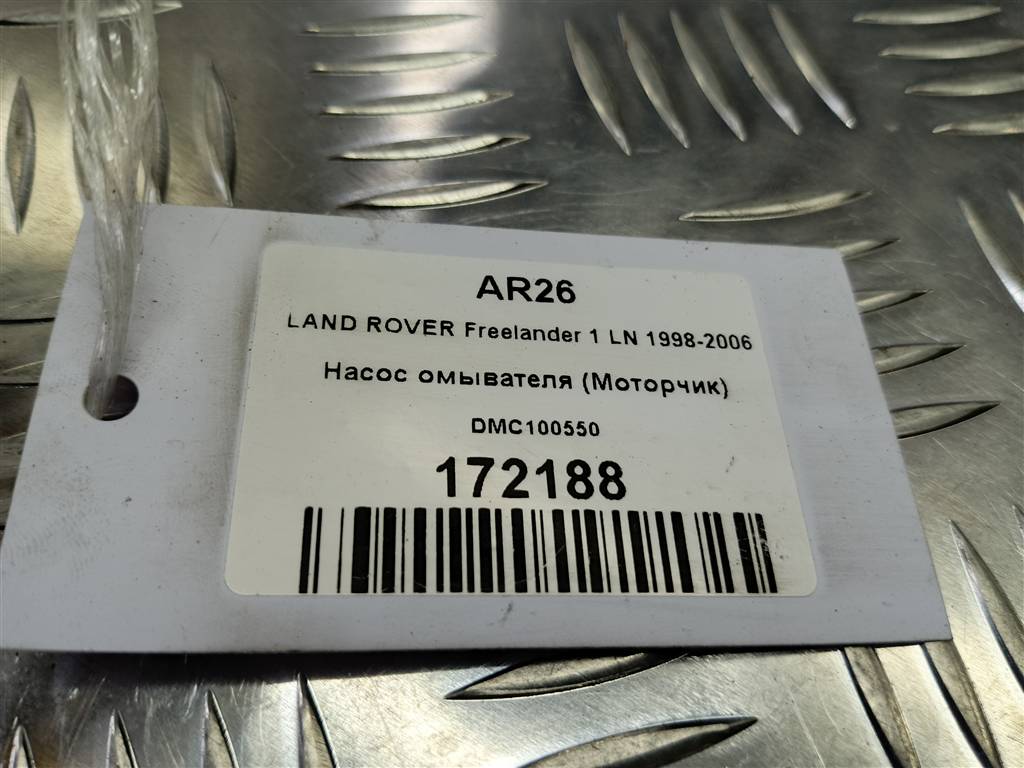 AR26
LAND ROVER Freelander 1 LN 1998-2006
Насос омывателя (Моторчик)
DMC100550
172188